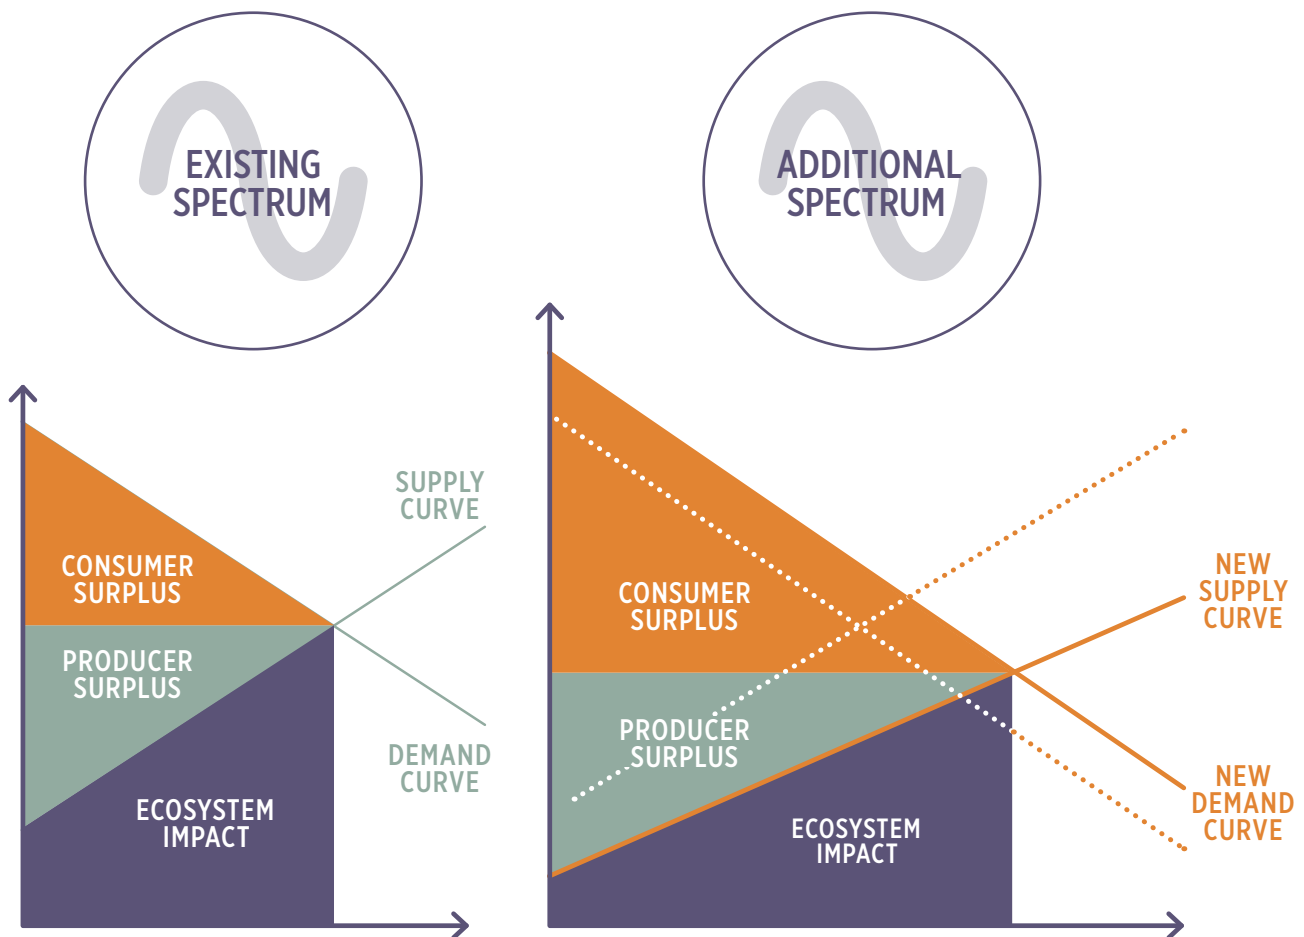 EXISTING
SPECTRUM
ADDITIONAL
SPECTRUM
SUPPLY
CURVE
CONSUMER
SURPLUS
PRODUCER
SURPLUS
DEMAND
CURVE
ECOSYSTEM
IMPACT
CONSUMER
SURPLUS
NEW
SUPPLY
CURVE
PRODUCER
SURPLUS
NEW
DEMAND
CURVE
ECOSYSTEM
IMPACT